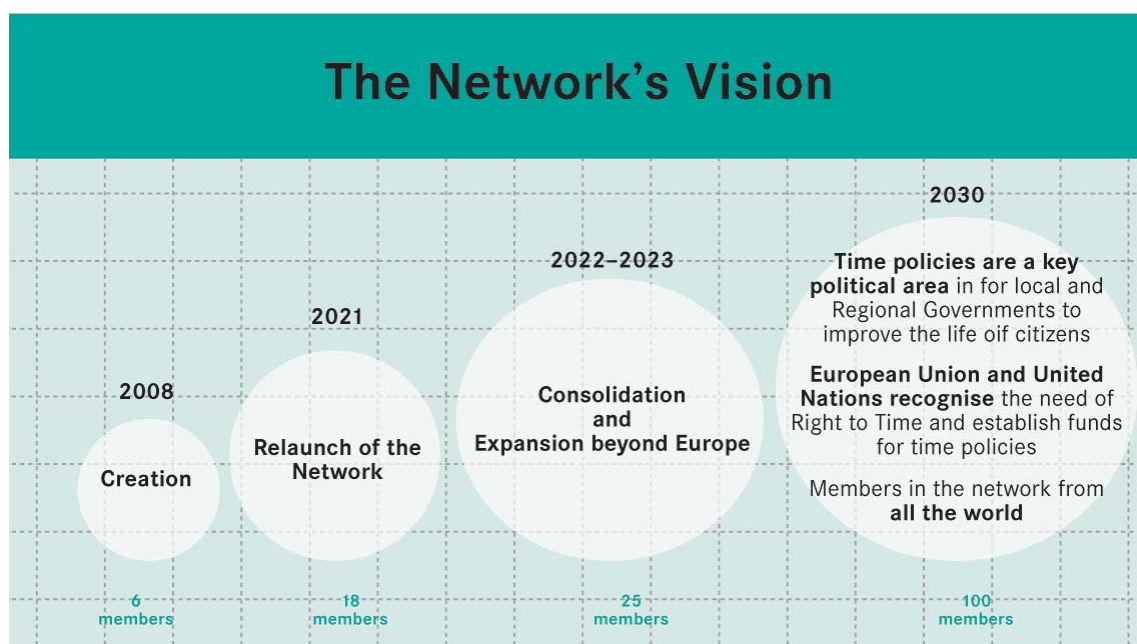 The Network's Vision
2008
Creation
6
members
2021
Relaunch of the
Network
18
members
2022–2023
Consolidation
and
Expansion beyond Europe
25
members
2030
Time policies are a key
political area in for local and
Regional Governments to
improve the life oif citizens
European Union and United
Nations recognise the need of
Right to Time and establish funds
for time policies
Members in the network from
all the world
100
members